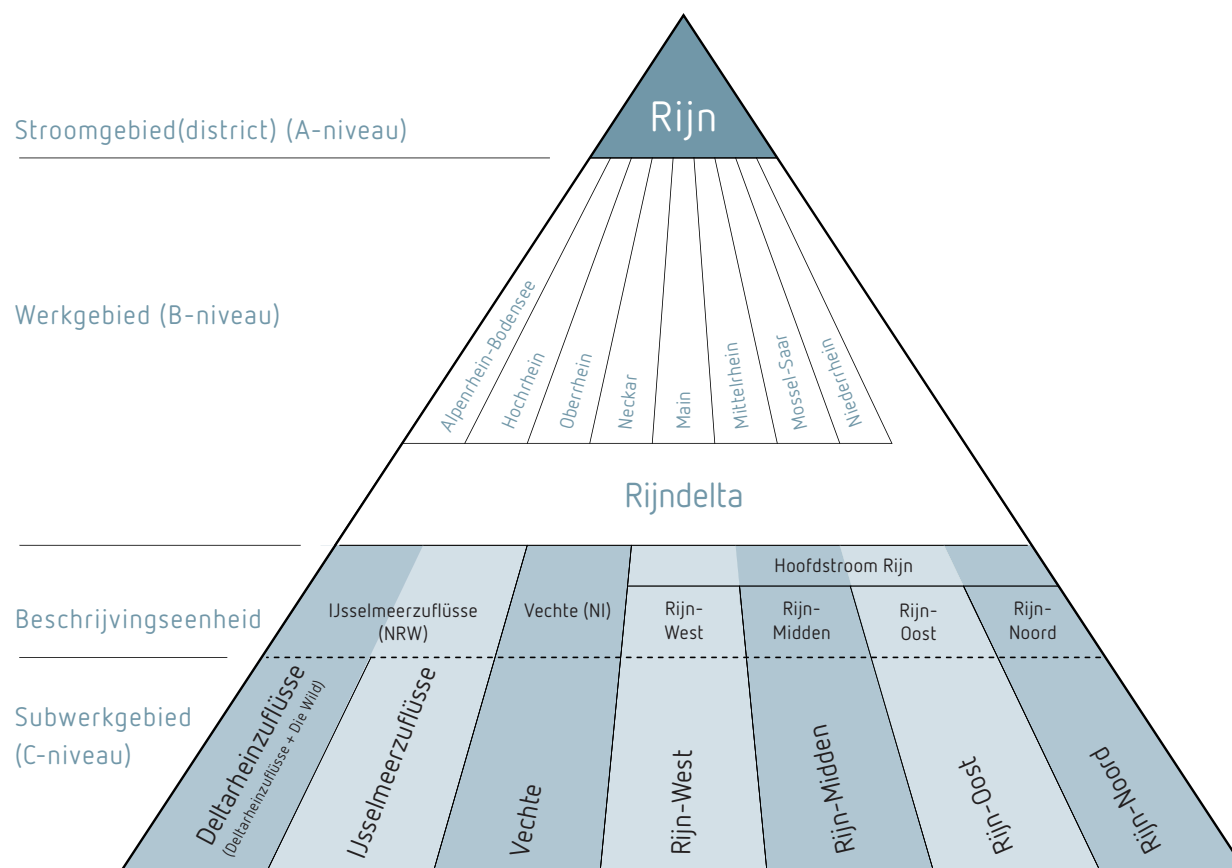 Rijn
Stroomgebied(district) (A-niveau)
Werkgebied (B-niveau)
Alpenrhein-Bodensee
Hochrhein
Oberrhein
Neckar
Main
Mittelrhein
Mossel-Saar
Niederrhein
Rijndelta
Hoofdstroom Rijn
Beschrijvingseenheid
IJsselmeerzuflüsse
(NRW)
Vechte (NI)
Rijn-
West
Rijn-
Midden
Rijn-
Oost
Rijn-
Noord
Subwerkgebied
(C-niveau)
Deltarheinzuflüsse
(Deltarheinzuflüsse + Die Wild)
IJsselmeerzuflüsse
Vechte
Rijn-West
Rijn-Midden
Rijn-Oost
Rijn-Noord